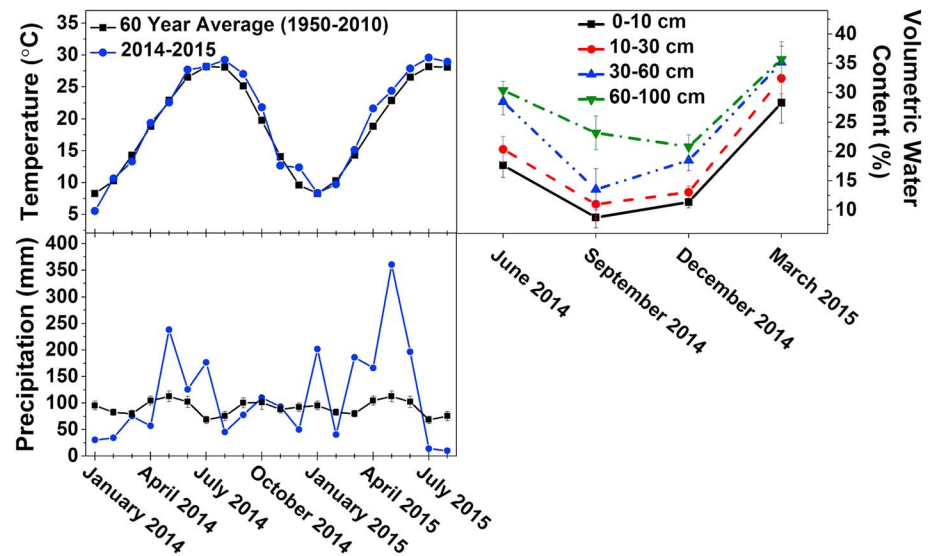 Temperature (°C)
35
30
25
20
15
10
5
60 Year Average (1950-2010)
2014-2015
0-10 cm
10-30 cm
30-60 cm
60-100 cm
40
35
30
25
20
15
10
Volumetric Water
Content (%)
June 2014
September 2014
December 2014
March 2015
Precipitation (mm)
400
350
300
250
200
150
100
50
0
January 2014
April 2014
July 2014
October 2014
January 2015
April 2015
July 2015